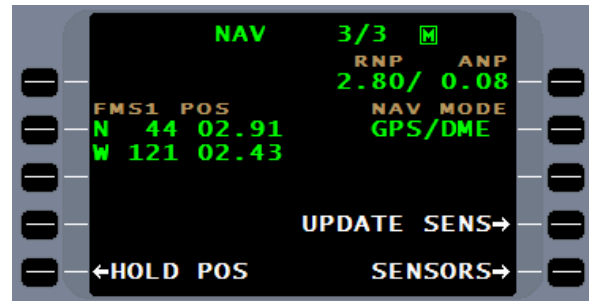 NAV 3/3 M
RNP ANP
2.80/ 0.08
FMS1 POS NAV MODE
N 44 02.91 GPS/DME
W 121 02.43
UPDATE SENS→
←HOLD POS SENSORS→